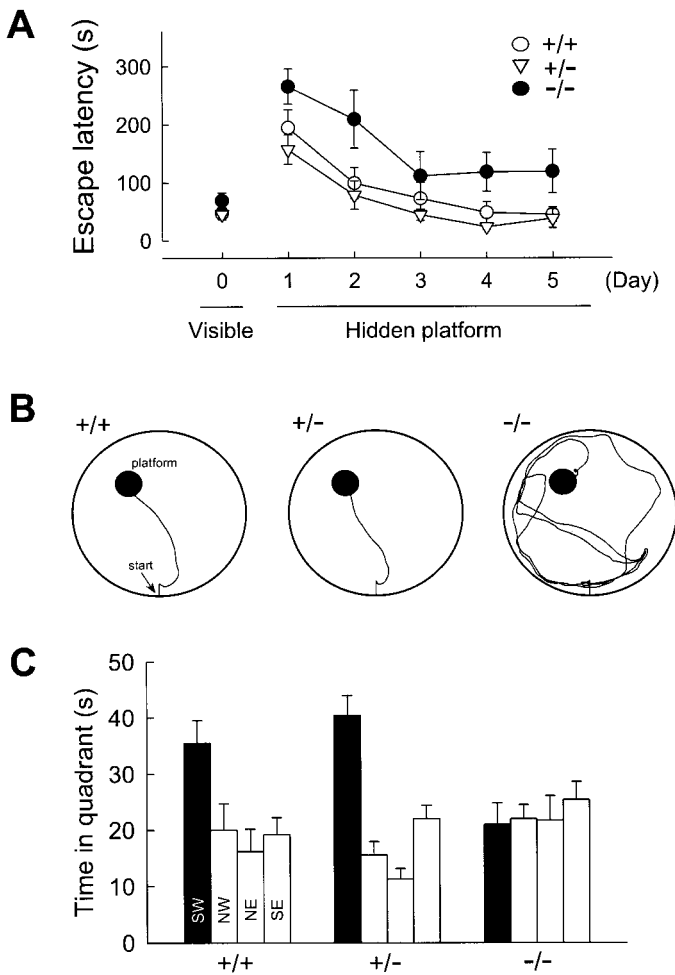 A
Escape latency (s)
300
200
100
0
+/+
+/-
-/-
0 1 2 3 4 5 (Day)
Visible Hidden platform
B
+/+ +/- -/-
platform
start
C
Time in quadrant (s)
50
40
30
20
10
0
SW NW NE SE
+/+ +/- -/-